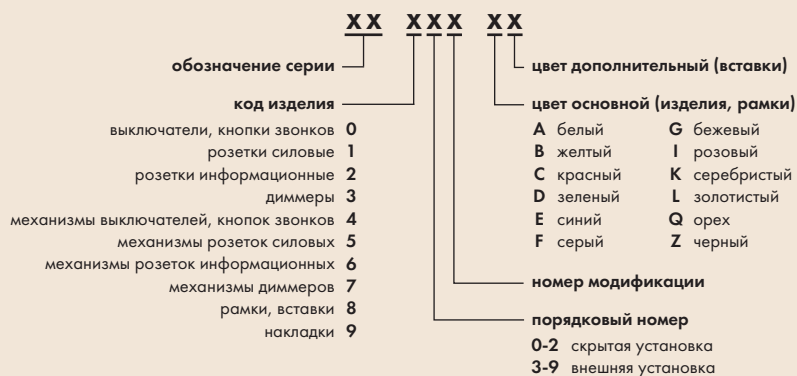 XX XXX XX
обозначение серии
код изделия
выключатели, кнопки звонков 0
розетки силовые 1
розетки информационные 2
диммеры 3
механизмы выключателей, кнопок звонков 4
механизмы розеток силовых 5
механизмы розеток информационных 6
механизмы диммеров 7
рамки, вставки 8
накладки 9
цвет дополнительный (вставки)
цвет основной (изделия, рамки)
A белый G бежевый
B желтый I розовый
C красный K серебристый
D зеленый L золотистый
E синий Q орех
F серый Z черный
номер модификации
порядковый номер
0-2 скрытая установка
3-9 внешняя установка